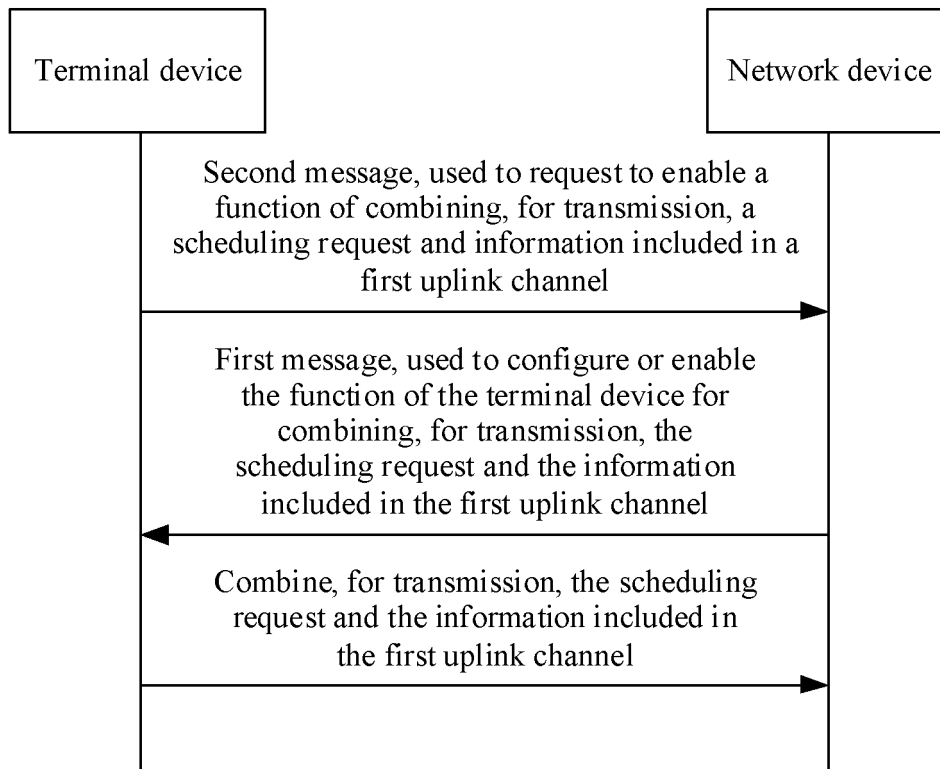 Terminal device
Network device
Second message, used to request to enable a
function of combining, for transmission, a
scheduling request and information included in a
first uplink channel
First message, used to configure or enable
the function of the terminal device for
combining, for transmission, the
scheduling request and the information
included in the first uplink channel
Combine, for transmission, the scheduling
request and the information included in
the first uplink channel